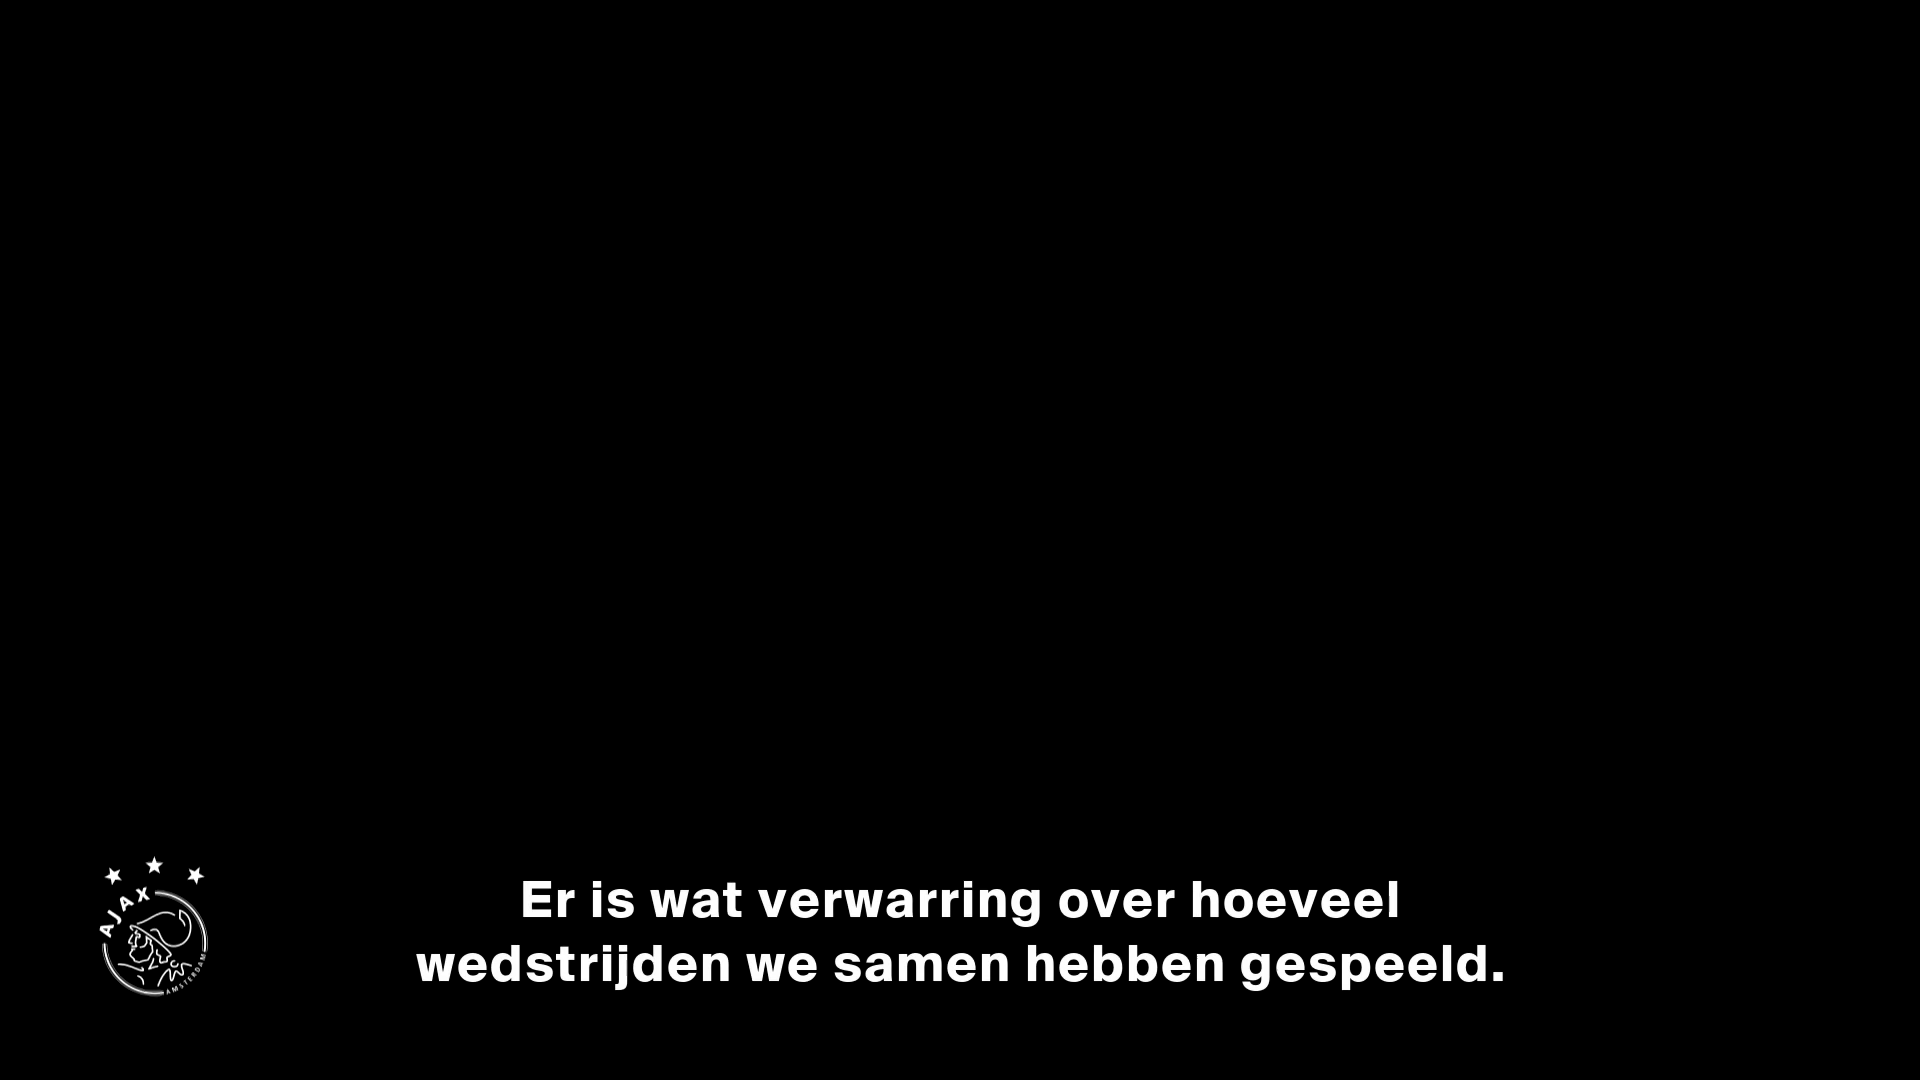 AJAX
AMSTERDAM
Er is wat verwarring over hoeveel
wedstrijden we samen hebben gespeeld.